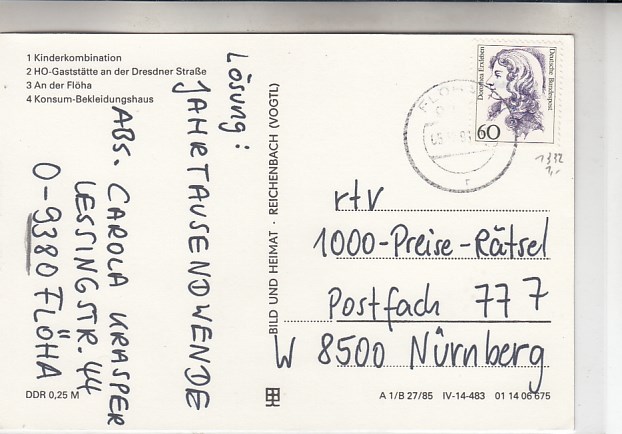 1 Kinderkombination
2 HO-Gaststätte an der Dresdner Straße
3 An der Flöha
4 Konsum-Bekleidungshaus
Lösung:
JAHRTAUSENDWENDE
ABS. CAROLA KRASPER
LESSINGSTR. 44
O-9380 FLÖHA
DDR 0,25 M
BILD UND HEIMAT · REICHENBACH (VOGTL)
Dorothea Erxleben
Deutsche Bundespost
60
1332
1,-
rtv
1000-Preise-Rätsel
Postfach 777
W 8500 Nürnberg
A 1/B 27/85 IV-14-483 01 14 06 675